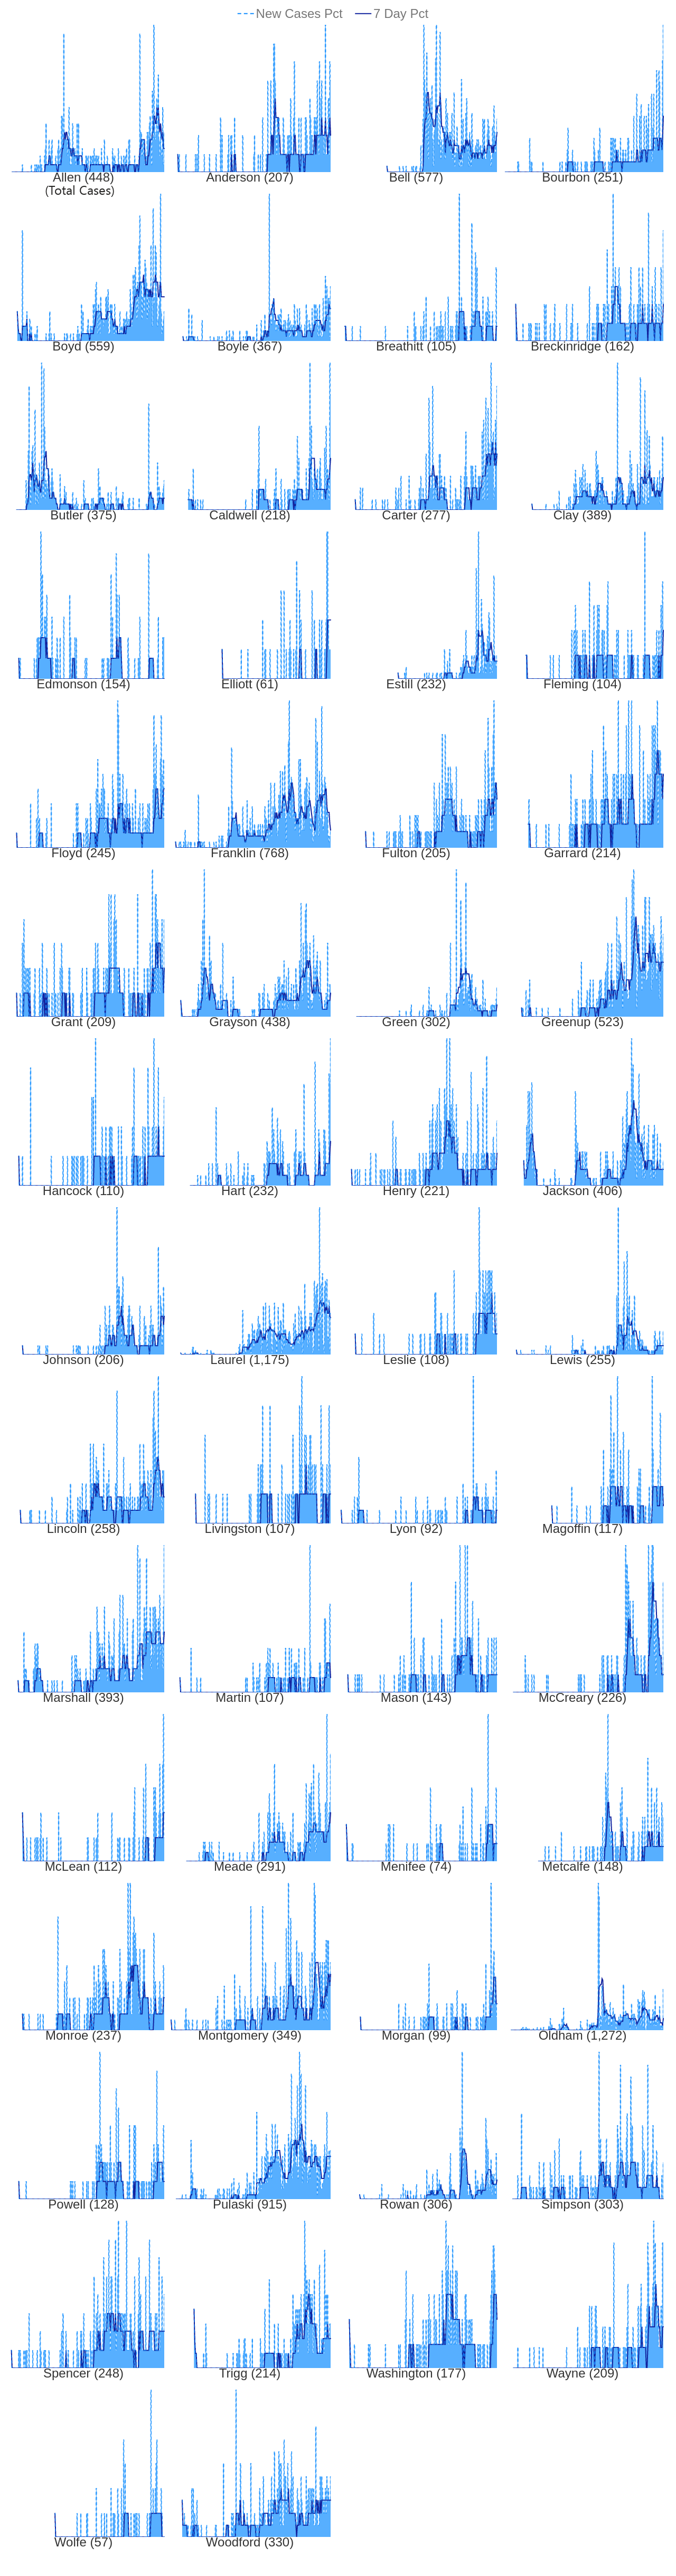 New Cases Pct 7 Day Pct
Allen (448) Anderson (207) Bell (577) Bourbon (251)
(Total Cases)
Boyd (559) Boyle (367) Breathitt (105) Breckinridge (162)
Butler (375) Caldwell (218) Carter (277) Clay (389)
Edmonson (154) Elliott (61) Estill (232) Fleming (104)
Floyd (245) Franklin (768) Fulton (205) Garrard (214)
Grant (209) Grayson (438) Green (302) Greenup (523)
Hancock (110) Hart (232) Henry (221) Jackson (406)
Johnson (206) Laurel (1,175) Leslie (108) Lewis (255)
Lincoln (258) Livingston (107) Lyon (92) Magoffin (117)
Marshall (393) Martin (107) Mason (143) McCreary (226)
McLean (112) Meade (291) Menifee (74) Metcalfe (148)
Monroe (237) Montgomery (349) Morgan (99) Oldham (1,272)
Powell (128) Pulaski (915) Rowan (306) Simpson (303)
Spencer (248) Trigg (214) Washington (177) Wayne (209)
Wolfe (57) Woodford (330)